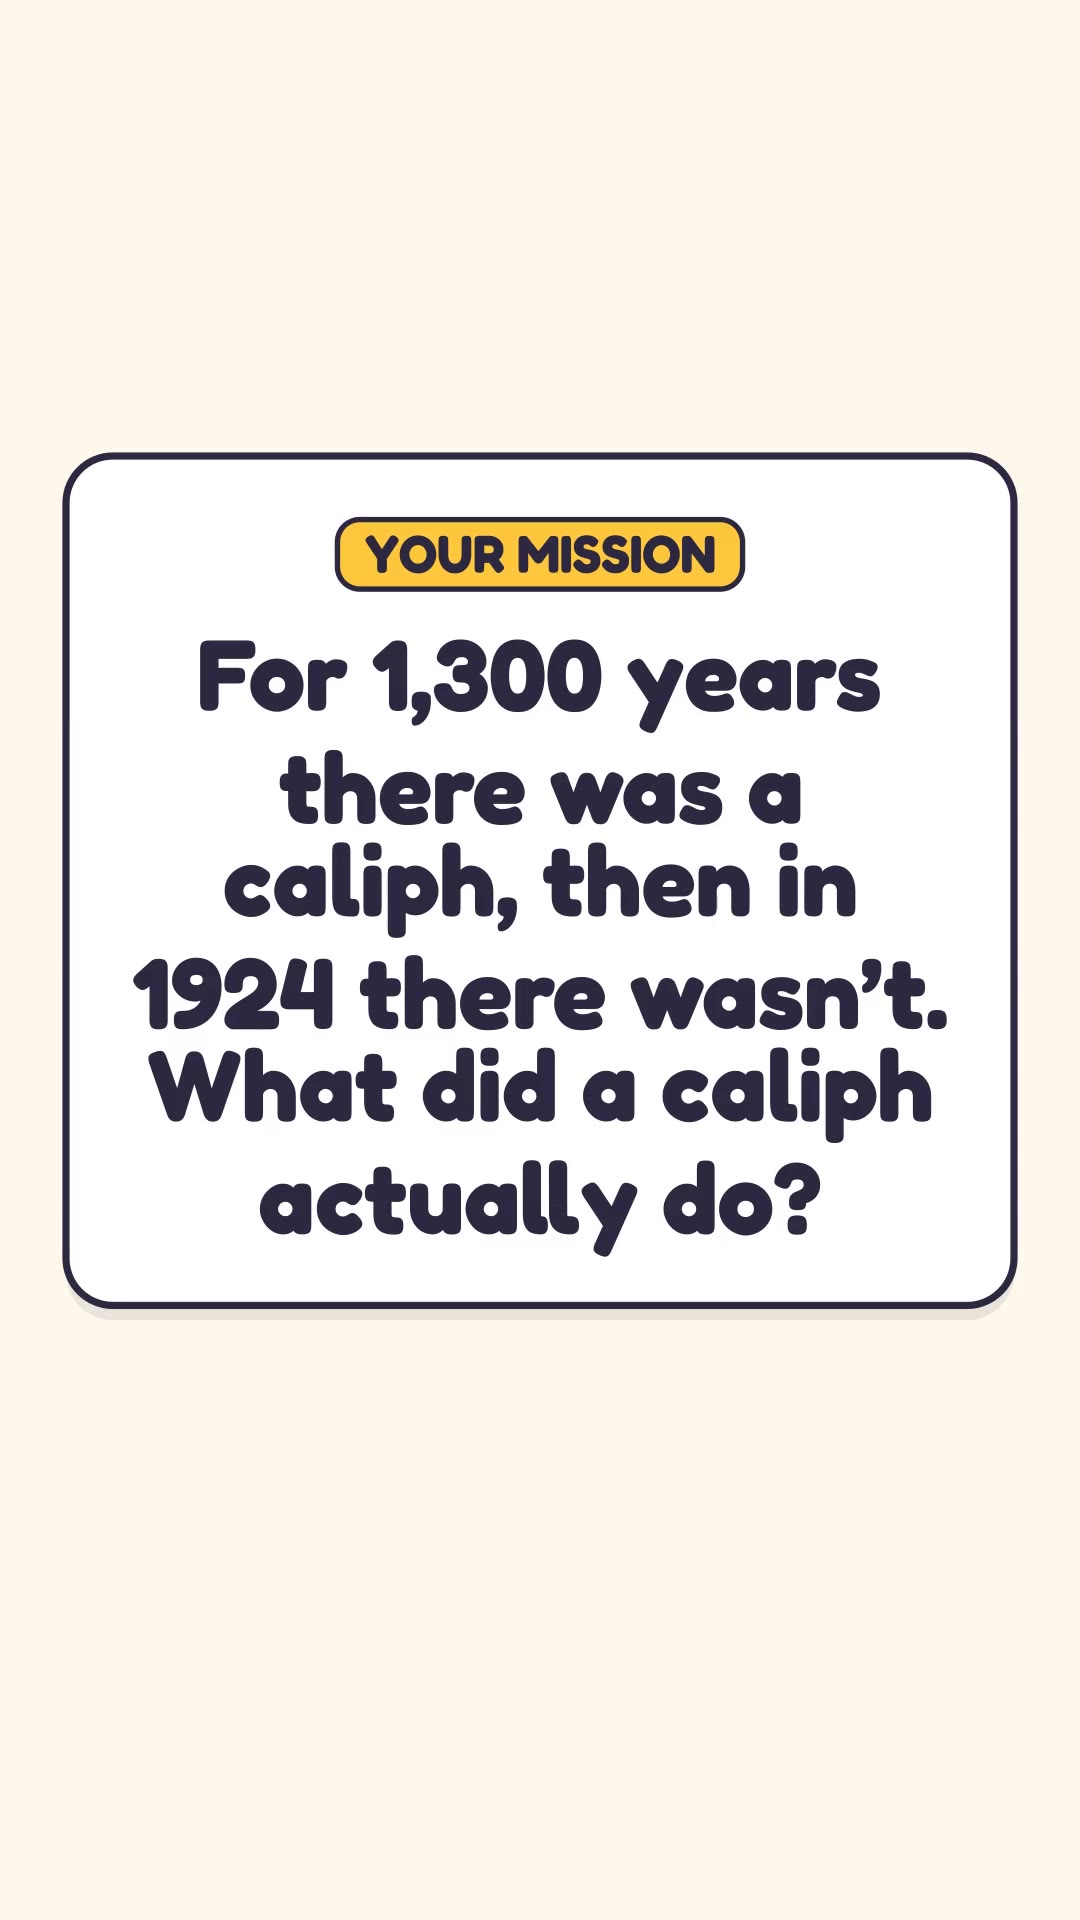 YOUR MISSION
For 1,300 years
there was a
caliph, then in
1924 there wasn’t.
What did a caliph
actually do?